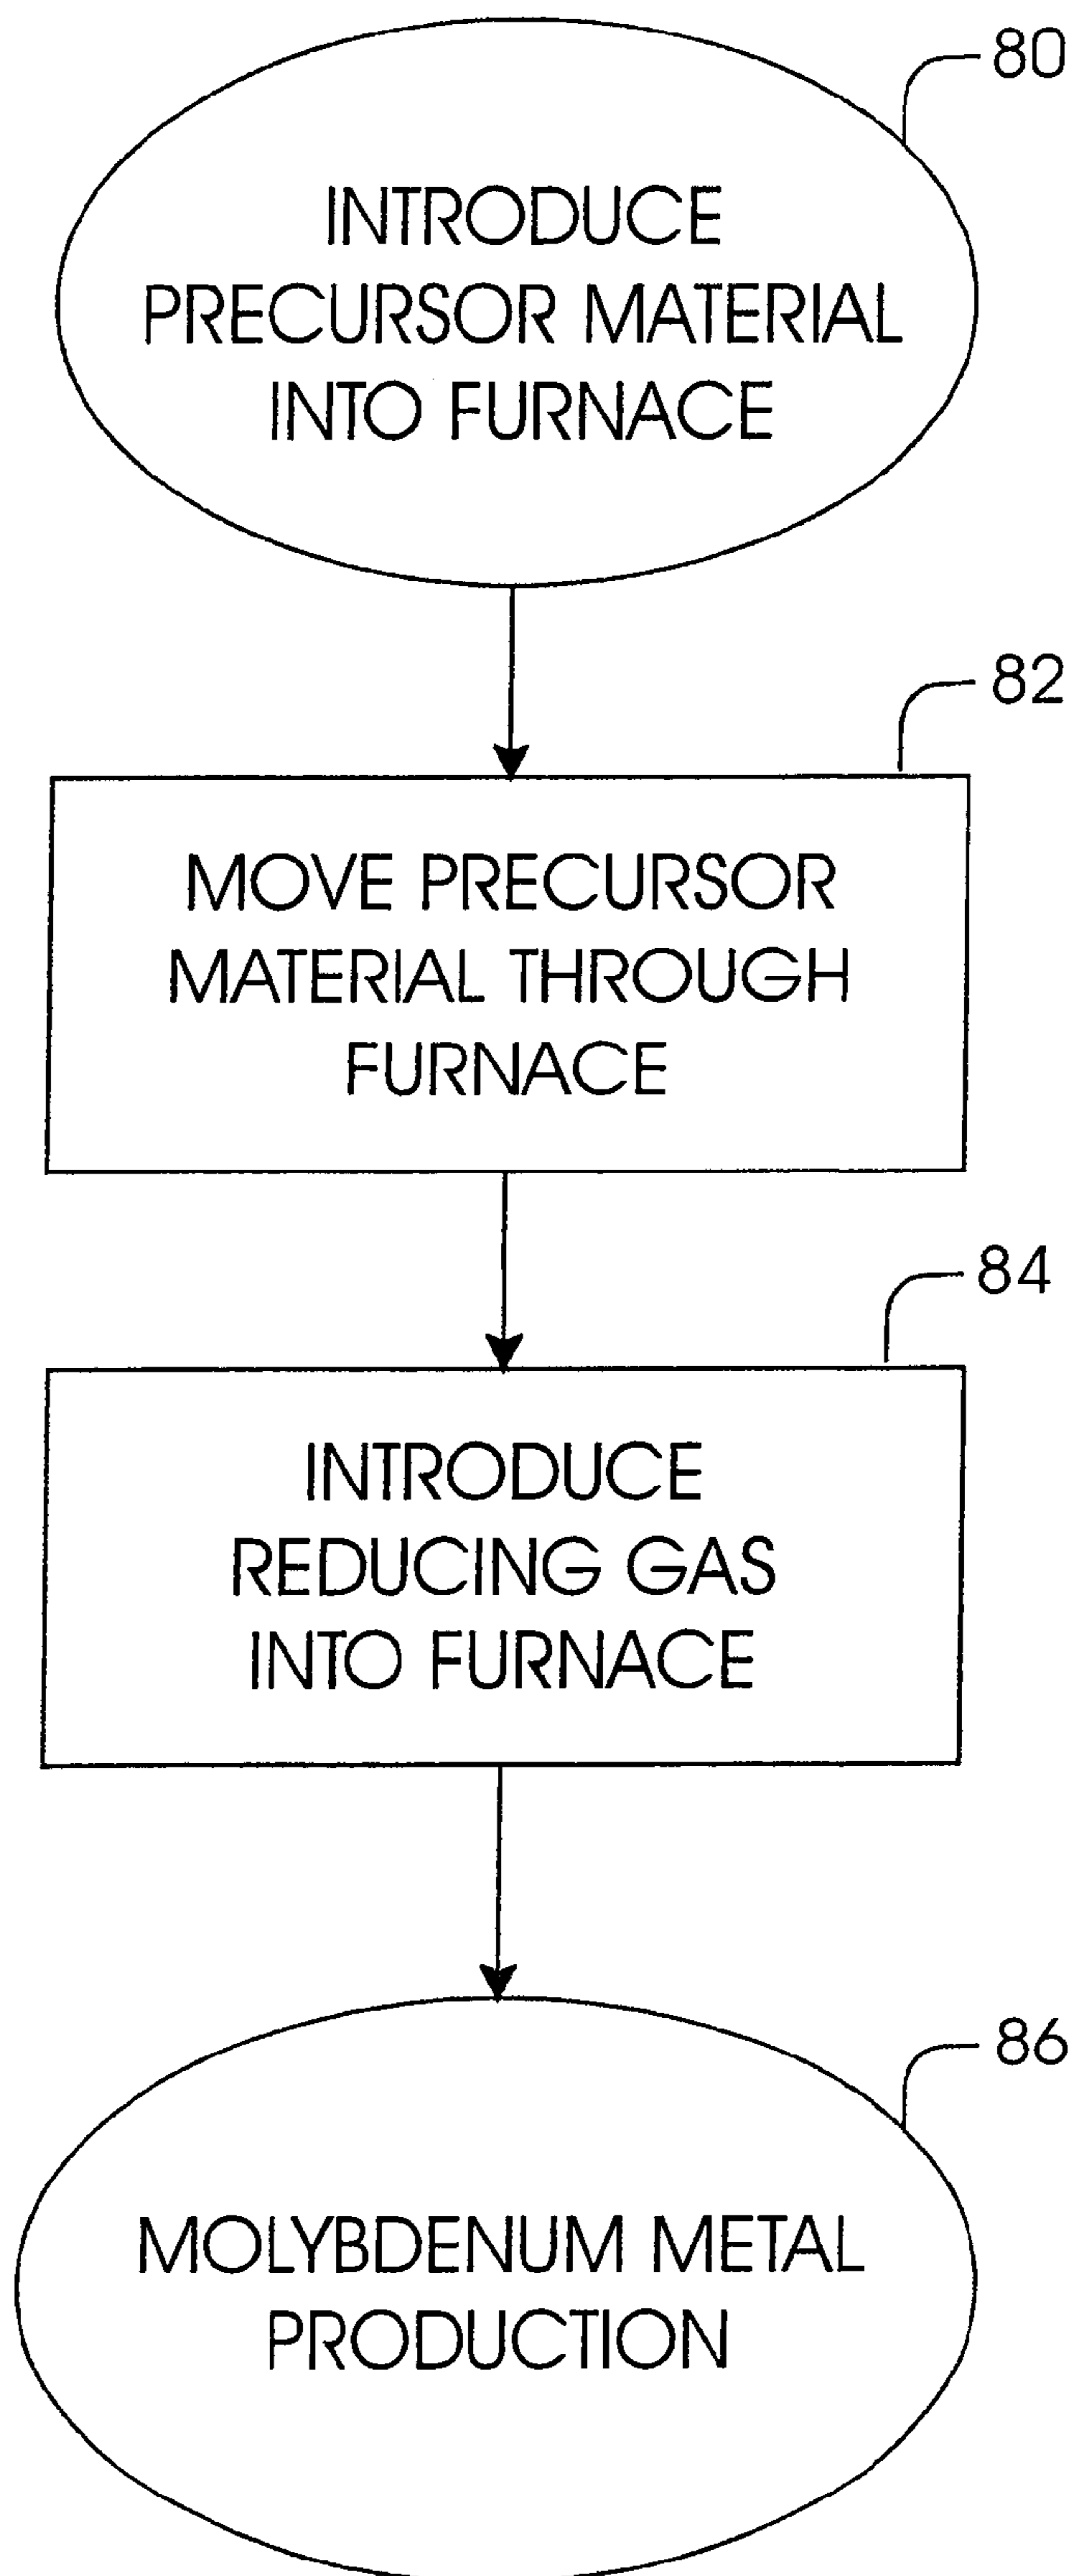 80
INTRODUCE
PRECURSOR MATERIAL
INTO FURNACE
82
MOVE PRECURSOR
MATERIAL THROUGH
FURNACE
84
INTRODUCE
REDUCING GAS
INTO FURNACE
86
MOLYBDENUM METAL
PRODUCTION